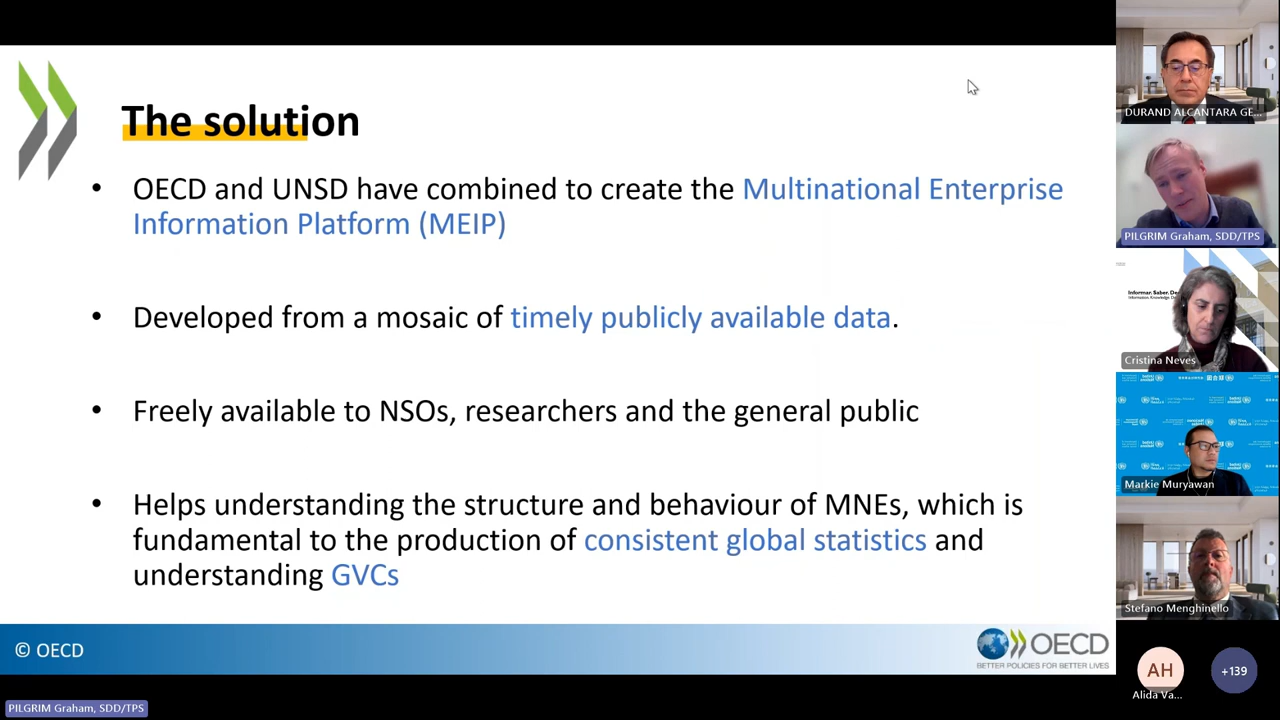 The solution
• OECD and UNSD have combined to create the Multinational Enterprise
Information Platform (MEIP)
• Developed from a mosaic of timely publicly available data.
• Freely available to NSOs, researchers and the general public
• Helps understanding the structure and behaviour of MNEs, which is
fundamental to the production of consistent global statistics and
understanding GVCs
© OECD
OECD
BETTER POLICIES FOR BETTER LIVES
PILGRIM Graham, SDD/TPS
DURAND ALCANTARA GE...
PILGRIM Graham, SDD/TPS
Informar. Saber. De
Cristina Neves
Markie Muryawan
Stefano Menghinello
AH
Alida Va...
+139